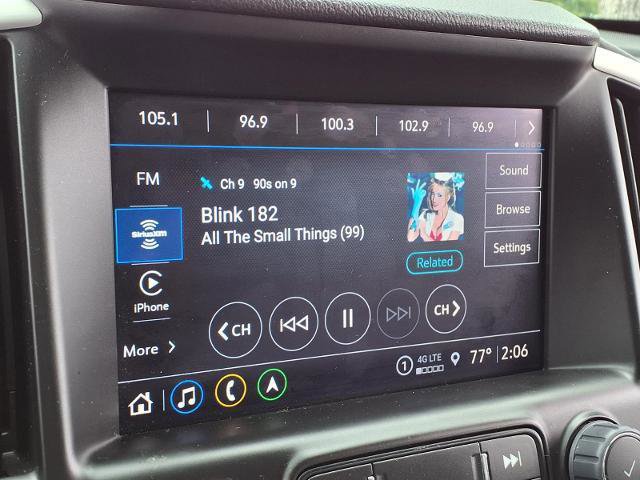 105.1 96.9 100.3 102.9 96.9
FM
Ch 9 90s on 9
Sound
SiriusXM
Blink 182
Browse
All The Small Things (99)
Settings
Related
iPhone
CH CH
More
1 4G LTE 77° 2:06